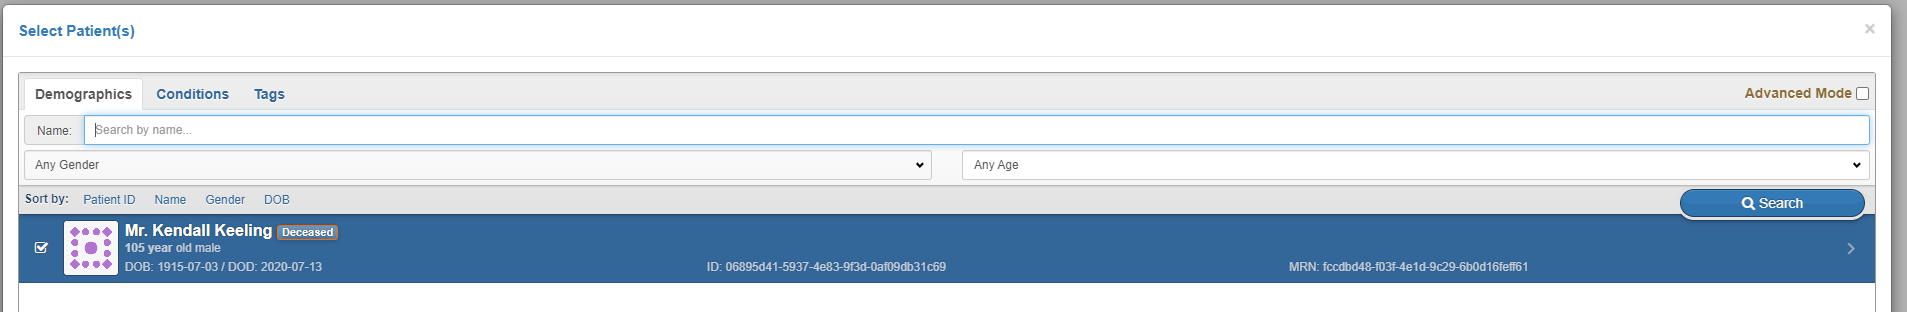 Select Patient(s) ×
Demographics Conditions Tags Advanced Mode
Name: Search by name...
Any Gender Any Age
Sort by: Patient ID Name Gender DOB Search
Mr. Kendall Keeling Deceased
105 year old male
DOB: 1915-07-03 / DOD: 2020-07-13 ID: 06895d41-5937-4e83-9f3d-0af09db31c69 MRN: fccdbd48-f03f-4e1d-9c29-6b0d16feff61